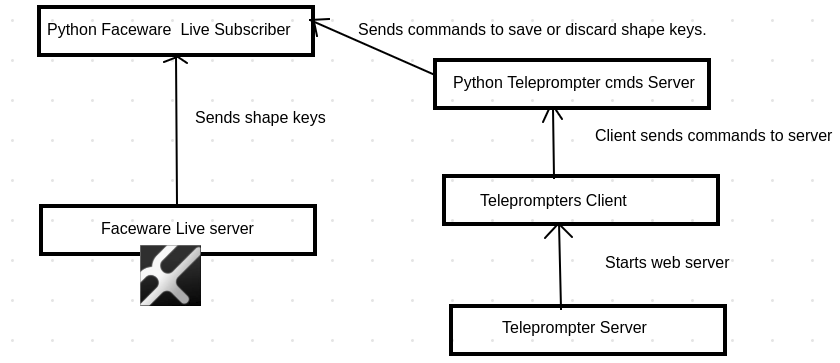 Python Faceware  Live Subscriber
Sends commands to save or discard shape keys.
Python Teleprompter cmds Server
Sends shape keys
Client sends commands to server
Teleprompters Client
Faceware Live server
Starts web server
Teleprompter Server